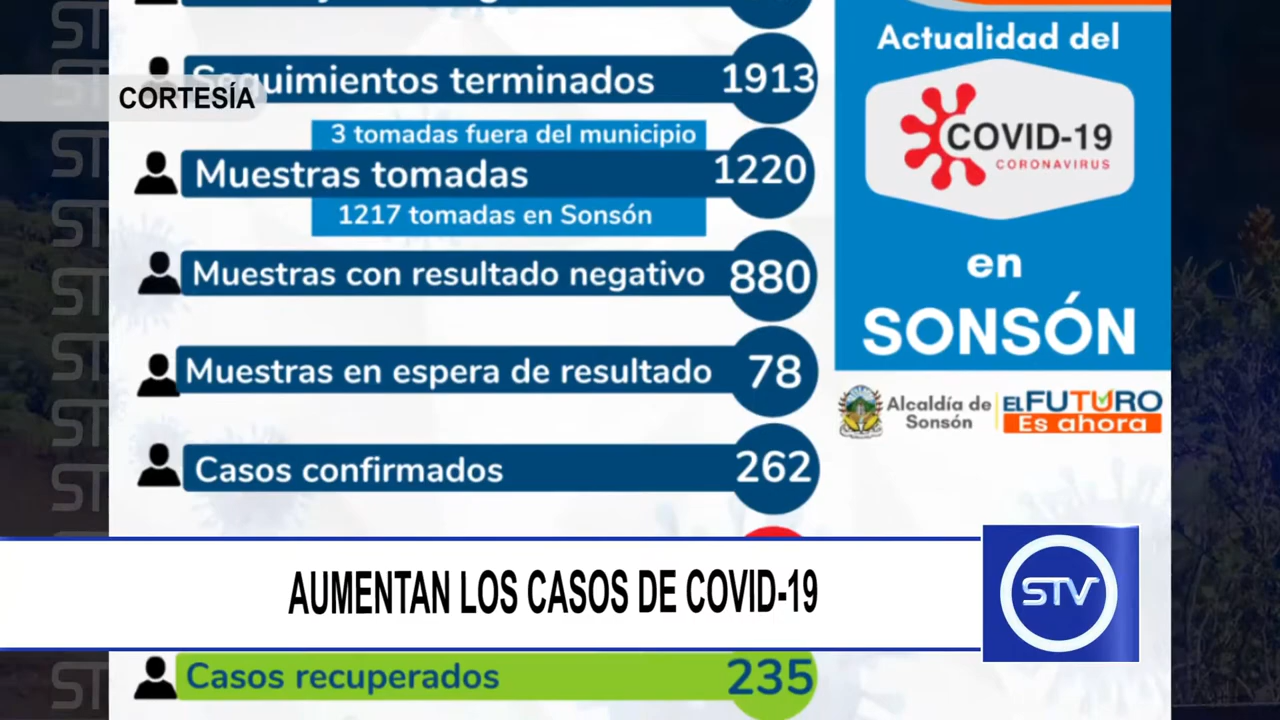 Seguimientos terminados 1913
CORTESÍA
3 tomadas fuera del municipio
Muestras tomadas 1220
1217 tomadas en Sonsón
Muestras con resultado negativo 880
Muestras en espera de resultado 78
Casos confirmados 262
Casos recuperados 235
Actualidad del
COVID-19
CORONAVIRUS
en
SONSÓN
Alcaldía de
Sonsón
EL FUTURO
Es ahora
AUMENTAN LOS CASOS DE COVID-19
STV